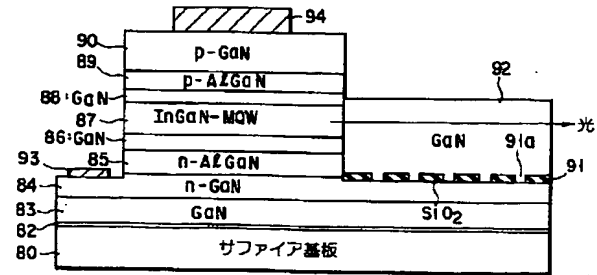 94
90 p-GaN
89 p-AlGaN
88:GaN
92
87 InGaN-MQW
光
86:GaN
GaN
91a
91
93
85 n-AlGaN
84 n-GaN
SiO2
83 GaN
82
80 サファイア基板